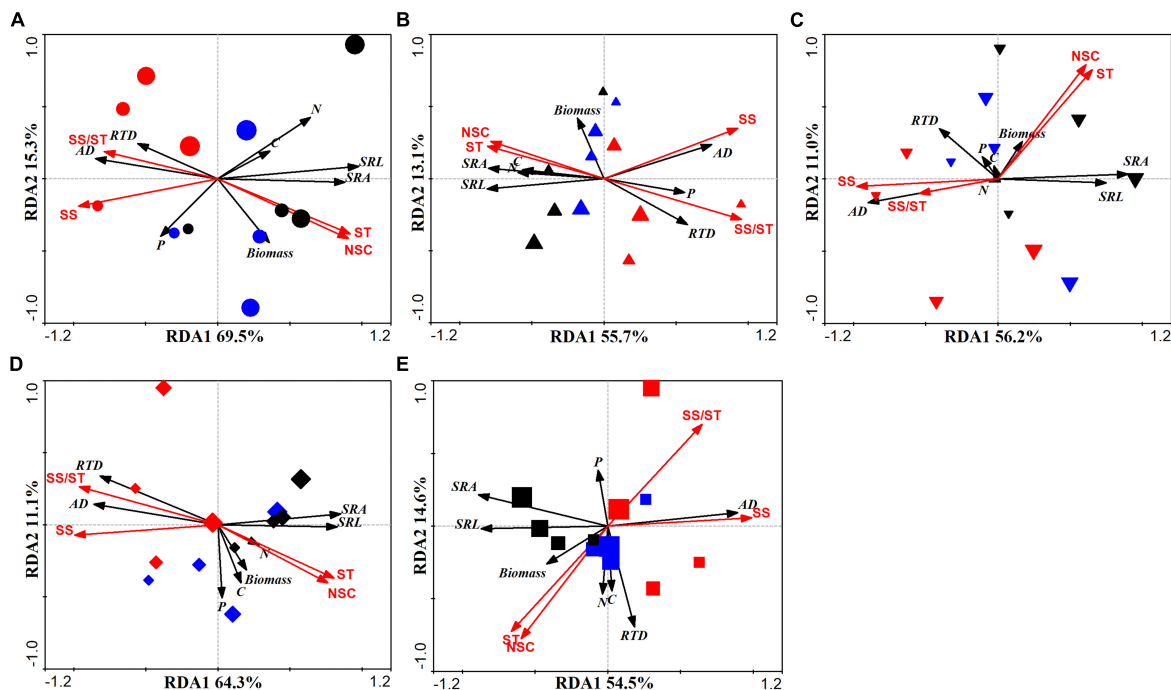 A
1.0
N
RTD
SS/ST
C
AD
SRL
SRA
SS
ST
P
Biomass
NSC
RDA2 15.3%
-1.0
-1.2
RDA1 69.5%
1.2
B
1.0
Biomass
SS
NSC
ST
AD
C
SRA
N
SRL
P
RTD
SS/ST
RDA2 13.1%
-1.0
-1.2
RDA1 55.7%
1.2
C
1.0
NSC
ST
RTD
Biomass
P
C
SRA
SS
N
SRL
SS/ST
AD
RDA2 11.0%
-1.0
-1.2
RDA1 56.2%
1.2
D
1.0
RTD
SS/ST
AD
SRA
SRL
SS
N
Biomass
ST
C
NSC
P
RDA2 11.1%
-1.0
-1.2
RDA1 64.3%
1.2
E
1.0
SS/ST
P
SRA
AD
SS
SRL
Biomass
N
C
RTD
ST
NSC
RDA2 14.6%
-1.0
-1.2
RDA1 54.5%
1.2